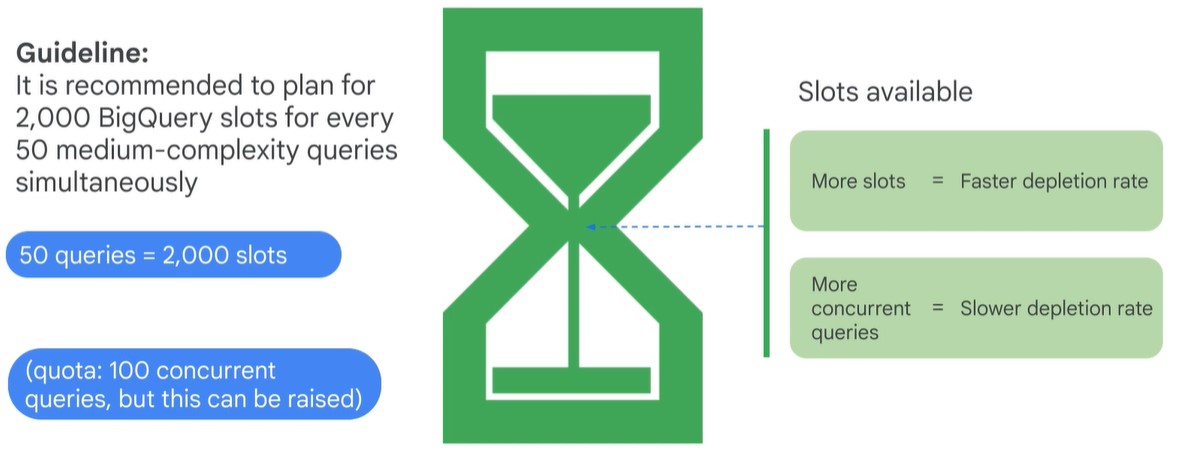 Guideline:
It is recommended to plan for
2,000 BigQuery slots for every
50 medium-complexity queries
simultaneously
50 queries = 2,000 slots
(quota: 100 concurrent
queries, but this can be raised)
Slots available
More slots = Faster depletion rate
More
concurrent = Slower depletion rate
queries